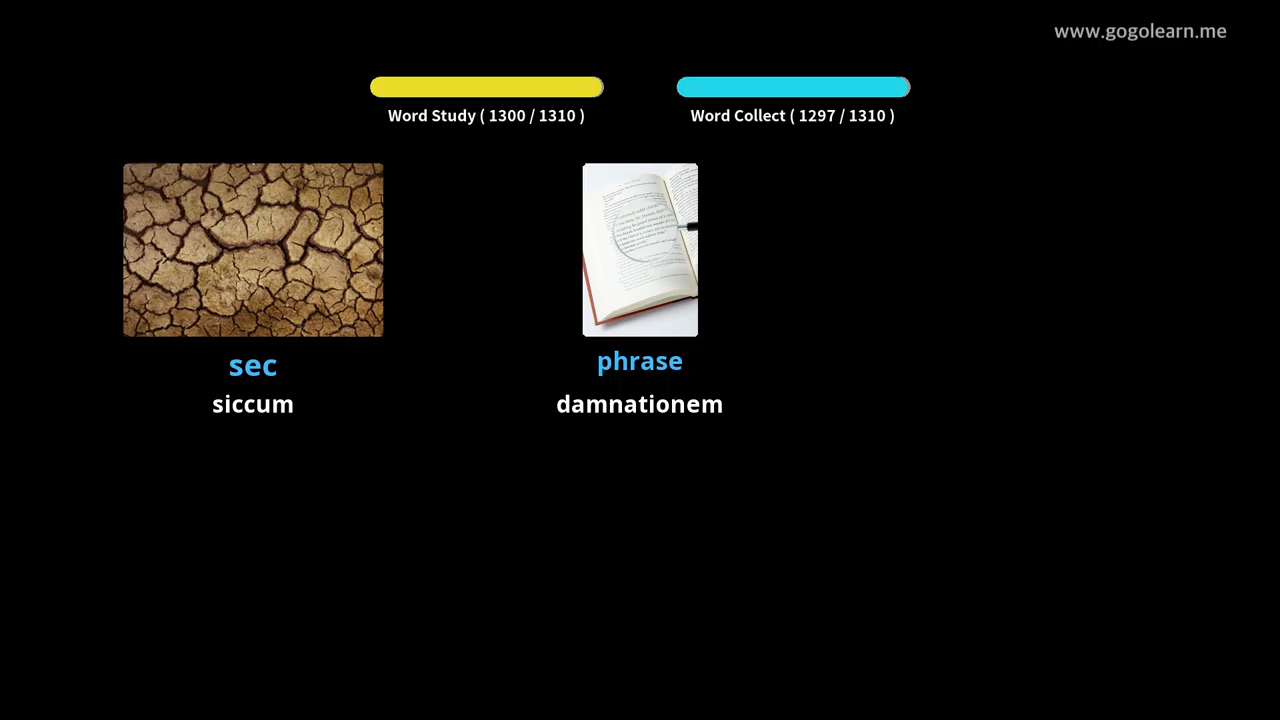 www.gogolearn.me
Word Study ( 1300 / 1310 )
Word Collect ( 1297 / 1310 )
sec
phrase
siccum
damnationem